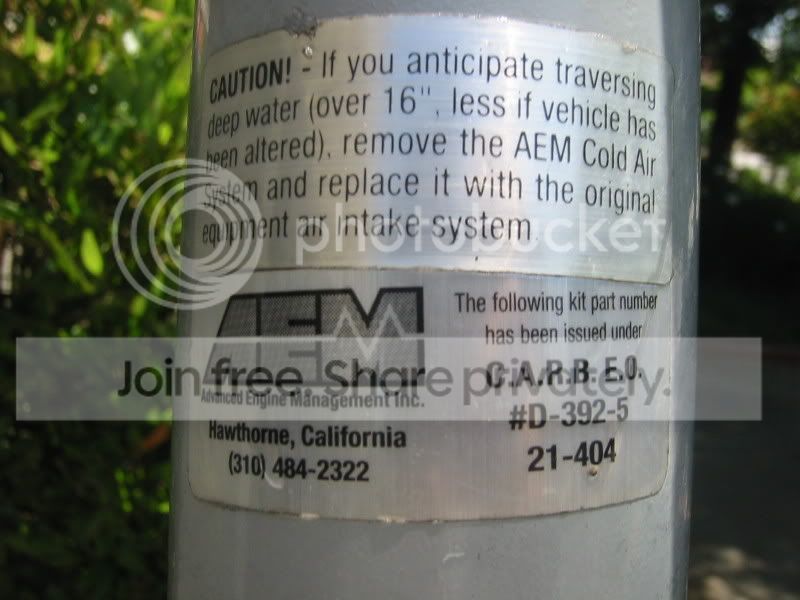 CAUTION! - If you anticipate traversing
deep water (over 16", less if vehicle has
been altered), remove the AEM Cold Air
System and replace it with the original
equipment air intake system
photobucket
AEM
Advanced Engine Management Inc.
Hawthorne, California
(310) 484-2322
The following kit part number
has been issued under
C.A.R.B. E.O.
#D-392-5
21-404
Join free. Share privately.